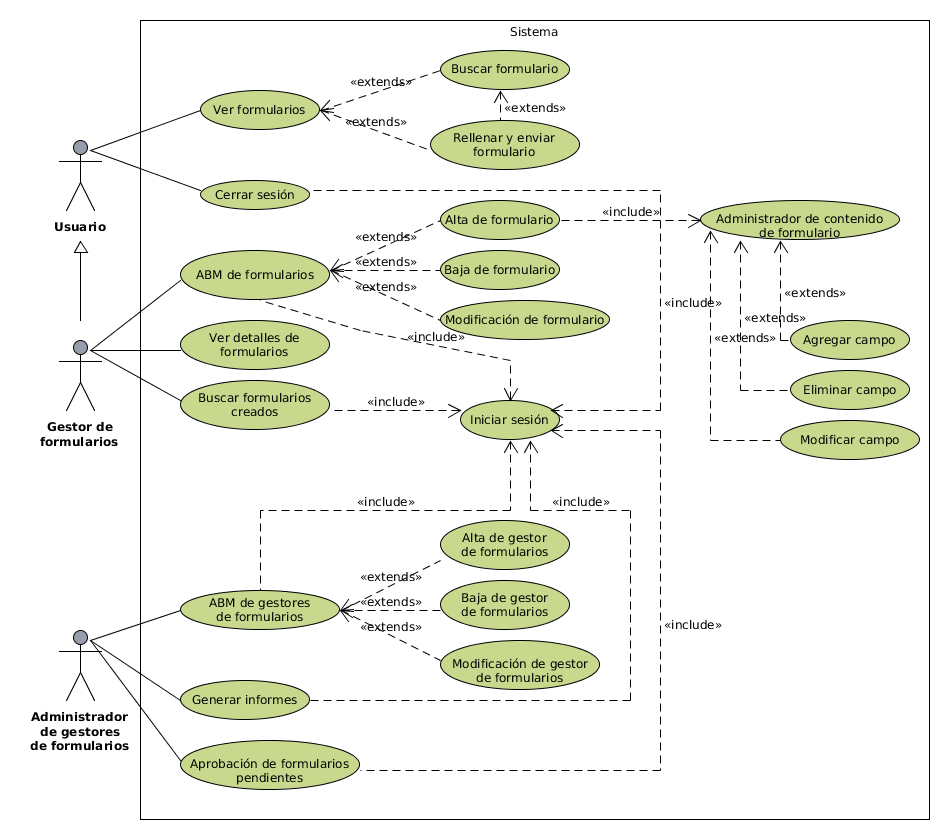 Sistema
Buscar formulario
«extends»
Ver formularios
«extends»
«extends»
Rellenar y enviar
formulario
Usuario
Cerrar sesión
Alta de formulario
«include»
Administrador de contenido
de formulario
«extends»
ABM de formularios
«extends»
Baja de formulario
«extends»
Modificación de formulario
«include»
«include»
«extends»
«extends»
«extends»
Agregar campo
Eliminar campo
Modificar campo
Ver detalles de
formularios
Buscar formularios
creados
«include»
Iniciar sesión
Gestor de
formularios
«include»
«include»
Alta de gestor
de formularios
«extends»
ABM de gestores
de formularios
«extends»
Baja de gestor
de formularios
«extends»
Modificación de gestor
de formularios
«include»
Administrador
de gestores
de formularios
Generar informes
Aprobación de formularios
pendientes